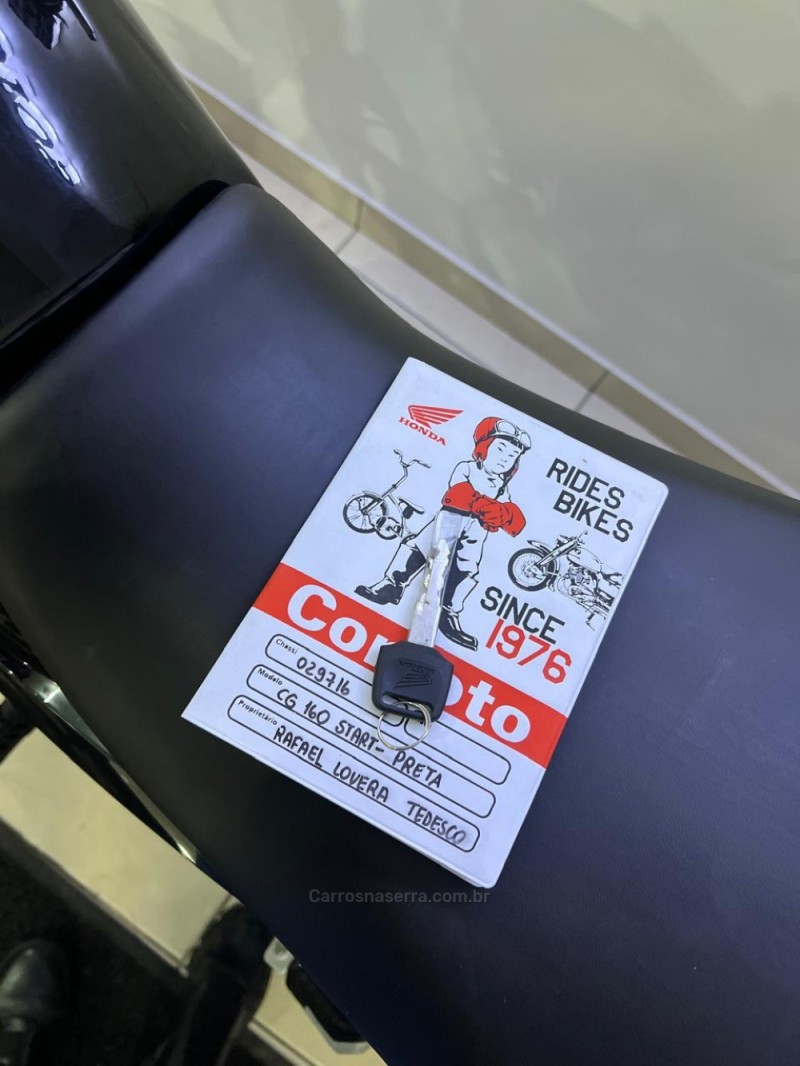 HONDA
RIDES
BIKES
SINCE
1976
Chassi
029716
Modelo
CG 160 START- PRETA
Proprietário
RAFAEL LOVERA TEDESCO
Carrosnaserra.com.br